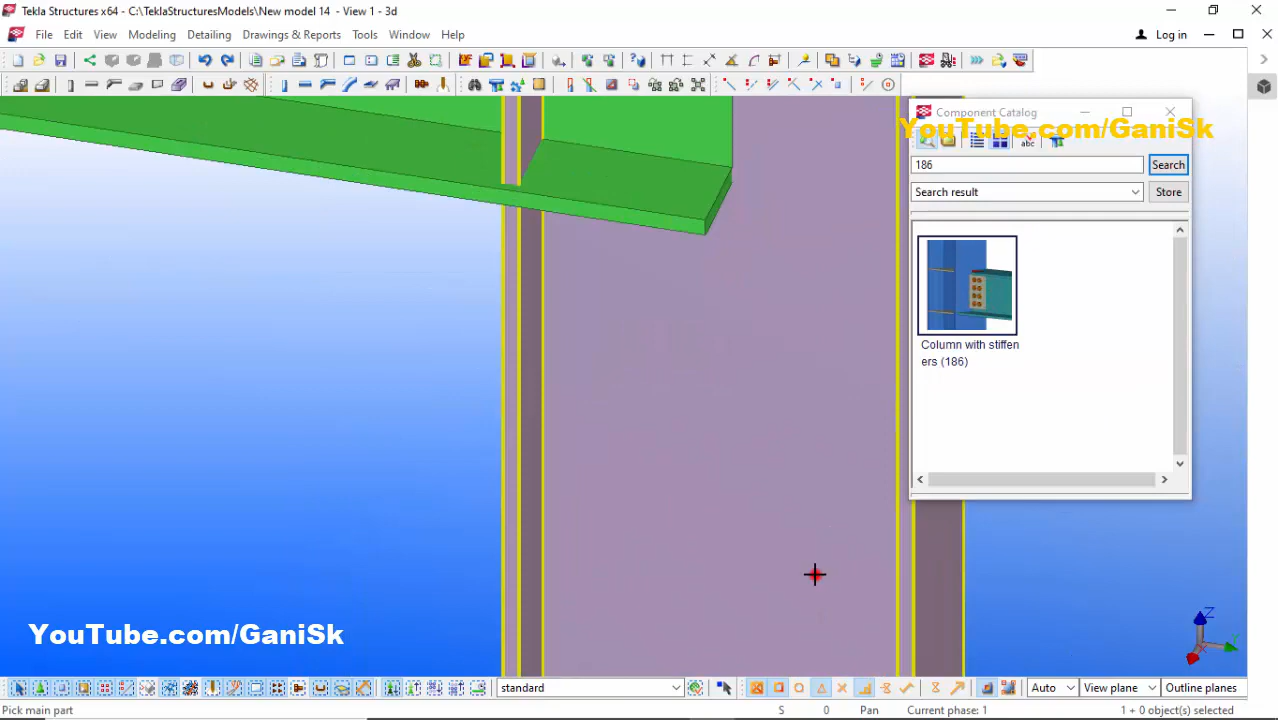 Tekla Structures x64 - C:\TeklaStructuresModels\New model 14 - View 1 - 3d
File Edit View Modeling Detailing Drawings & Reports Tools Window Help
Log in
Component Catalog
YouTube.com/GaniSk
abc
186
Search
Search result
Store
Column with stiffen
ers (186)
Z
Y
YouTube.com/GaniSk
standard
Auto
View plane
Outline planes
Pick main part
S
0
Pan
Current phase: 1
1 + 0 object(s) selected